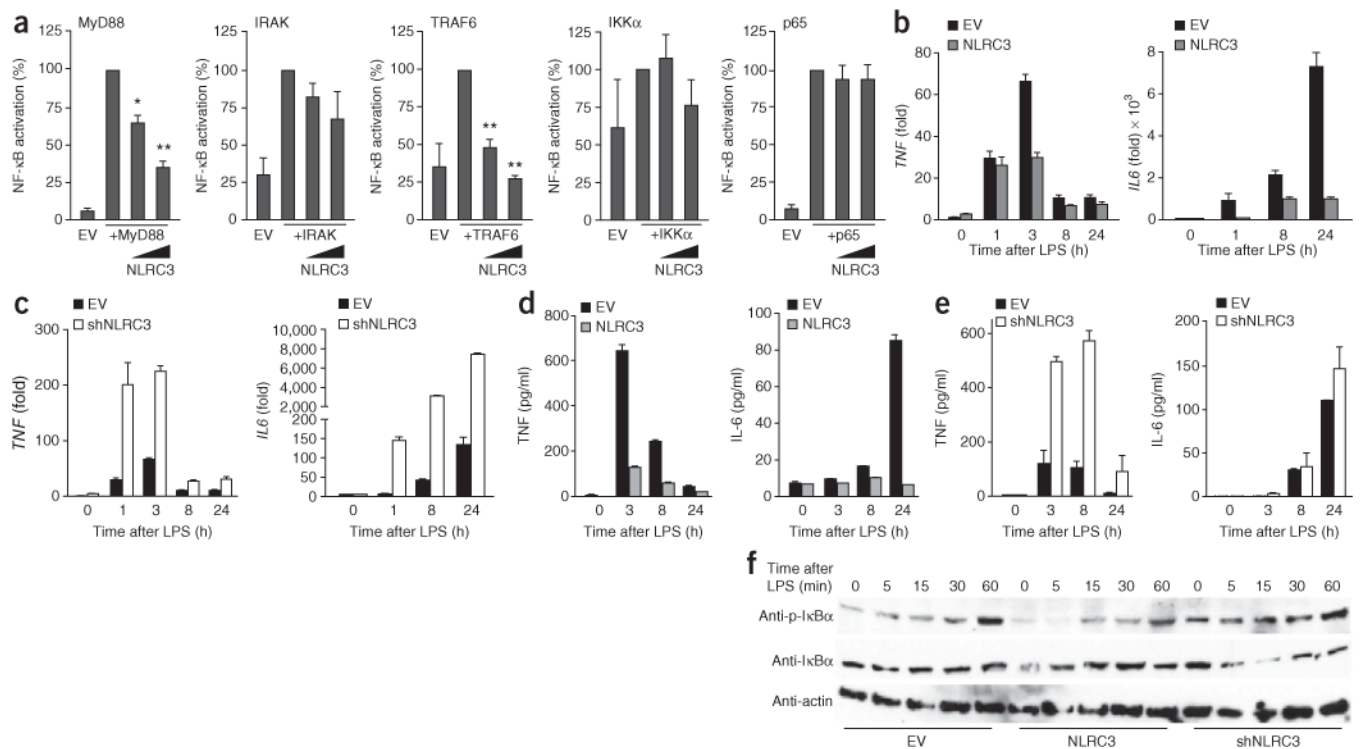 a
MyD88
NF-κB activation (%)
125
100
75
50
25
0
EV
+MyD88
NLRC3
*
**
IRAK
NF-κB activation (%)
125
100
75
50
25
0
EV
+IRAK
NLRC3
TRAF6
NF-κB activation (%)
125
100
75
50
25
0
EV
+TRAF6
NLRC3
**
**
IKKα
NF-κB activation (%)
125
100
75
50
25
0
EV
+IKKα
NLRC3
p65
NF-κB activation (%)
125
100
75
50
25
0
EV
+p65
NLRC3
b
EV
NLRC3
TNF (fold)
80
60
40
20
0
0 1 3 8 24
Time after LPS (h)
EV
NLRC3
IL6 (fold) × 10³
8
6
4
2
0
0 1 8 24
Time after LPS (h)
c
EV
shNLRC3
TNF (fold)
300
200
100
0
0 1 3 8 24
Time after LPS (h)
EV
shNLRC3
IL6 (fold)
10,000
8,000
6,000
4,000
2,000
150
100
50
0
0 1 8 24
Time after LPS (h)
d
EV
NLRC3
TNF (pg/ml)
800
600
400
200
0
0 3 8 24
Time after LPS (h)
EV
NLRC3
IL-6 (pg/ml)
100
80
60
40
20
0
0 3 8 24
Time after LPS (h)
e
EV
shNLRC3
TNF (pg/ml)
600
400
200
0
0 3 8 24
Time after LPS (h)
EV
shNLRC3
IL-6 (pg/ml)
200
150
100
50
0
0 3 8 24
Time after LPS (h)
f
Time after
LPS (min) 0 5 15 30 60 0 5 15 30 60 0 5 15 30 60
Anti-p-IκBα
Anti-IκBα
Anti-actin
EV NLRC3 shNLRC3